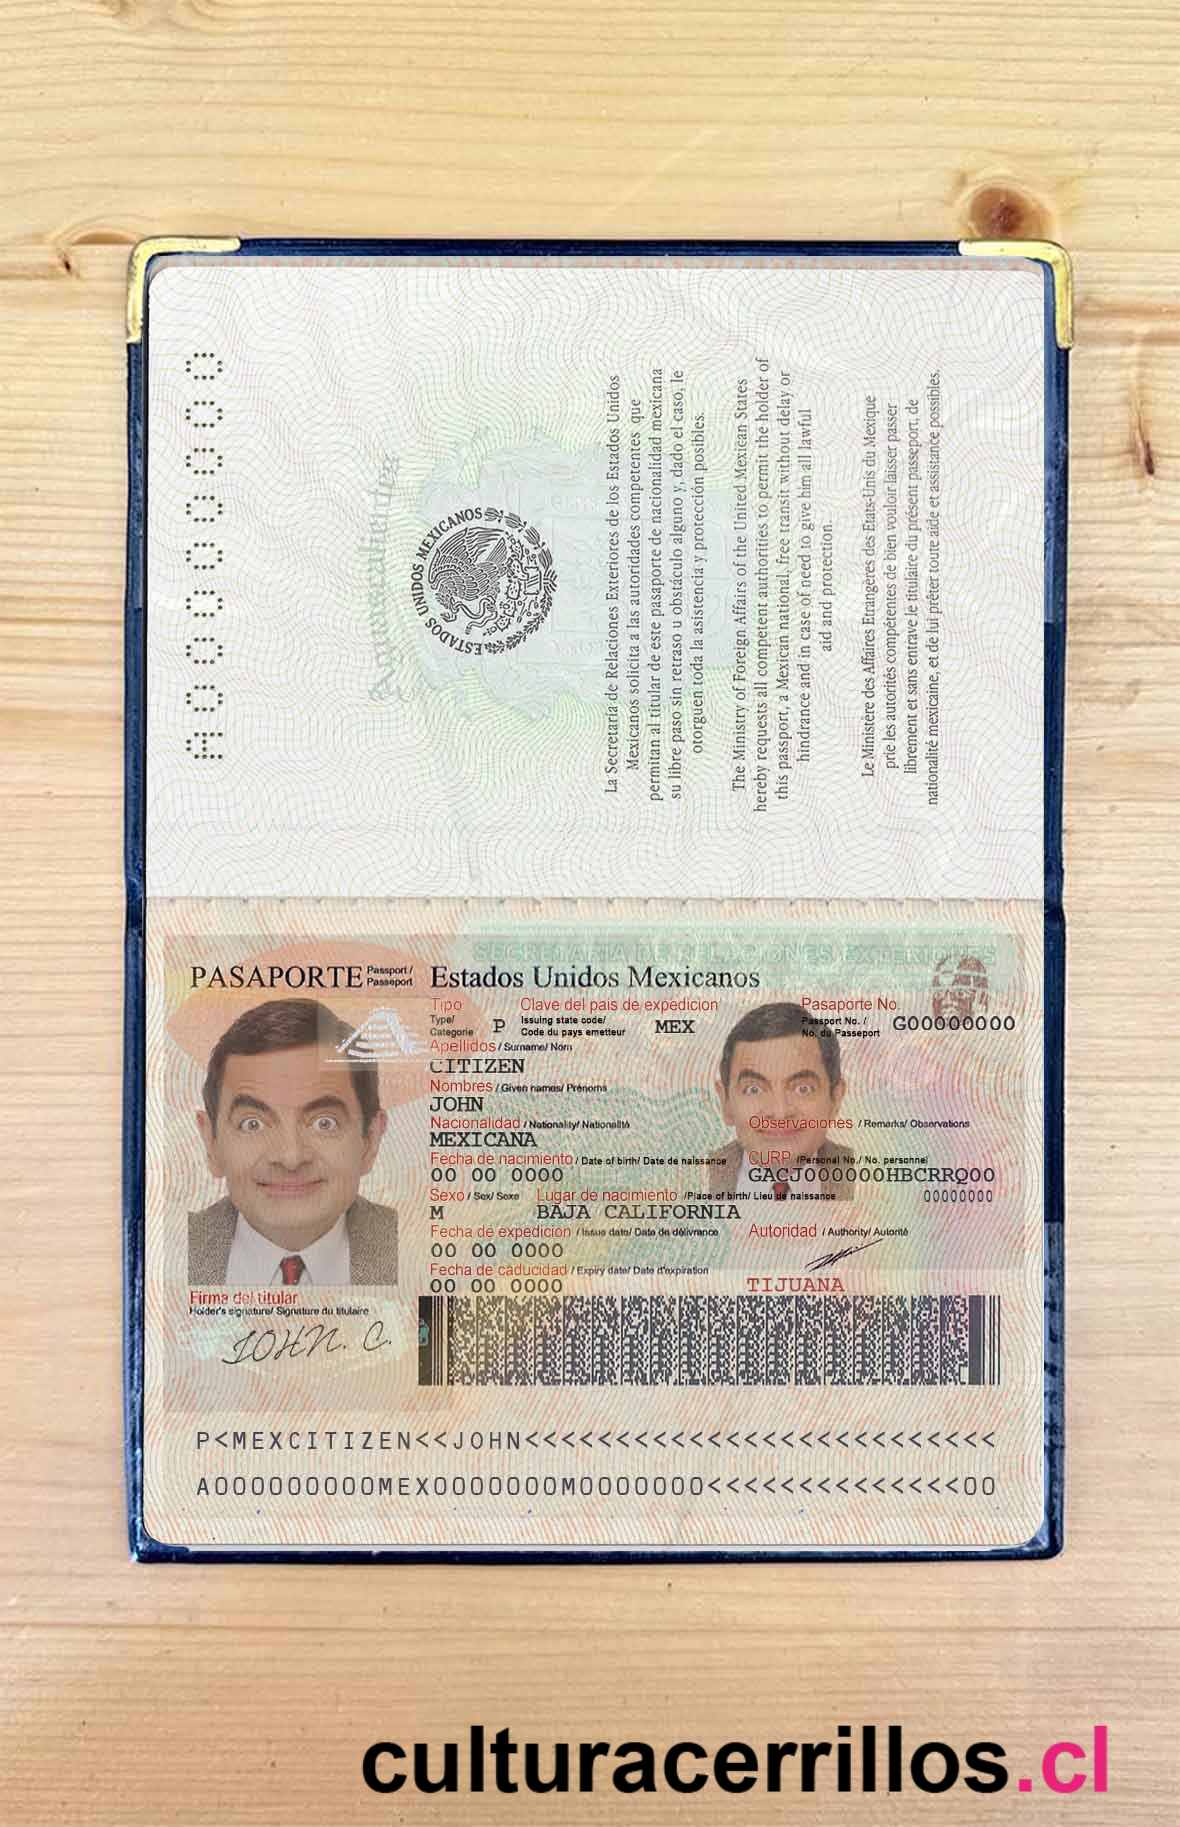 A00000000
Aguascalientes
ESTADOS UNIDOS MEXICANOS
La Secretaría de Relaciones Exteriores de los Estados Unidos
Mexicanos solicita a las autoridades competentes que
permitan al titular de este pasaporte de nacionalidad mexicana
su libre paso sin retraso u obstáculo alguno y, dado el caso, le
otorguen toda la asistencia y protección posibles.
The Ministry of Foreign Affairs of the United Mexican States
hereby requests all competent authorities to permit the holder of
this passport, a Mexican national, free transit without delay or
hindrance and in case of need to give him all lawful
aid and protection.
Le Ministère des Affaires Etrangeres des Etats-Unis du Mexique
prie les autorités compétentes de bien vouloir laisser passer
librement et sans entrave le titulaire du présent passeport, de
nationalité mexicaine, et de lui prêter toute aide et assistance possibles.
SECRETARIA DE RELACIONES EXTERIORES
PASAPORTE Passport / Passeport Estados Unidos Mexicanos
Tipo Clave del pais de expedicion Pasaporte No.
Type/ Categorie P Issuing state code/ Code du pays emetteur MEX Passport No. / No. du Passeport G00000000
Apellidos / Surname/ Nom
CITIZEN
Nombres / Given names/ Prénoms
JOHN
Nacionalidad / Nationality/ Nationalité Observaciones / Remarks/ Observations
MEXICANA
Fecha de nacimiento / Date of birth/ Date de naissance CURP /Personal No./ No. personnel
00 00 0000 GACJ000000HBCRRQ00
Sexo / Sex/ Sexe Lugar de nacimiento /Place of birth/ Lieu de naissance 00000000
M BAJA CALIFORNIA
Fecha de expedicion / Issue date/ Date de délivrance Autoridad / Authority/ Autorité
00 00 0000
Fecha de caducidad / Expiry date/ Date d'expiration
00 00 0000 TIJUANA
Firma del titular
Holder's signature/ Signature du titulaire
JOHN. C.
P<MEXCITIZEN<<JOHN<<<<<<<<<<<<<<<<<<<<<<<<<<
A000000000MEX0000000M0000000<<<<<<<<<<<<<<00
culturacerrillos.cl